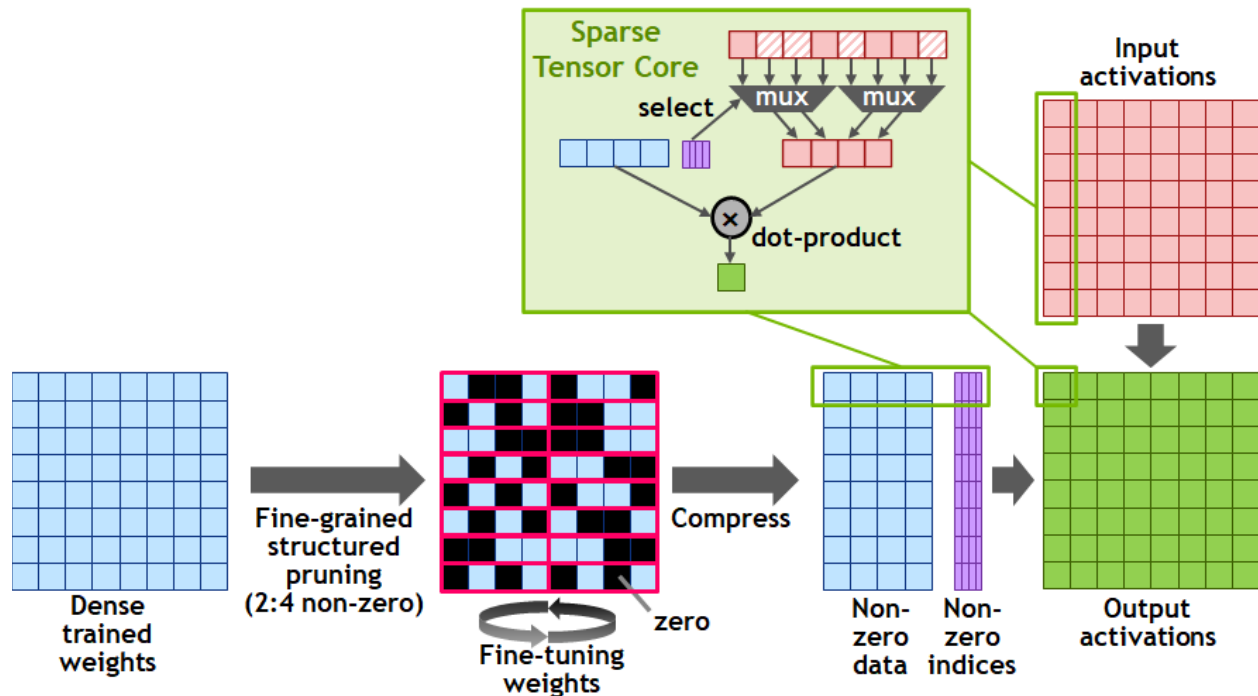 Sparse
Tensor Core
select
mux
mux
dot-product
Input
activations
Dense
trained
weights
Fine-grained
structured
pruning
(2:4 non-zero)
zero
Fine-tuning
weights
Compress
Non-
zero
data
Non-
zero
indices
Output
activations
×